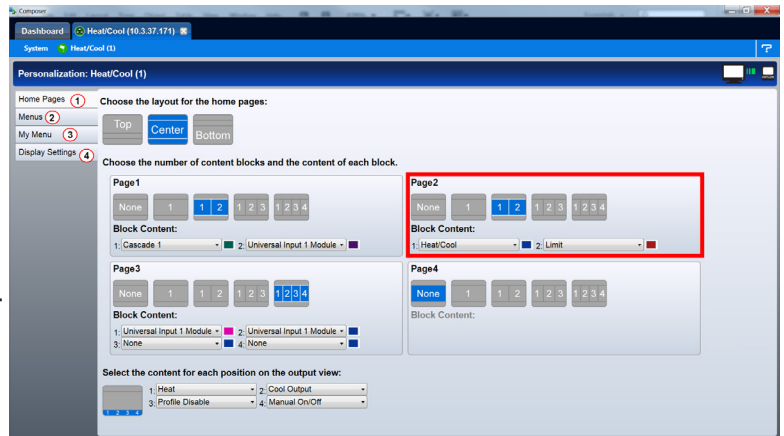 Composer
Dashboard Heat/Cool (10.3.37.171)
System Heat/Cool (1)
?
Personalization: Heat/Cool (1)
Home Pages 1
Menus 2
My Menu 3
Display Settings 4
Choose the layout for the home pages:
Top Center Bottom
Choose the number of content blocks and the content of each block.
Page1
None 1 1 2 1 2 3 1 2 3 4
Block Content:
1: Cascade 1 2: Universal Input 1 Module
Page2
None 1 1 2 1 2 3 1 2 3 4
Block Content:
1: Heat/Cool 2: Limit
Page3
None 1 1 2 1 2 3 1 2 3 4
Block Content:
1: Universal Input 1 Module 2: Universal Input 1 Module
3: None 4: None
Page4
None 1 1 2 1 2 3 1 2 3 4
Block Content:
Select the content for each position on the output view:
1: Heat 2: Cool Output
3: Profile Disable 4: Manual On/Off
1 2 3 4